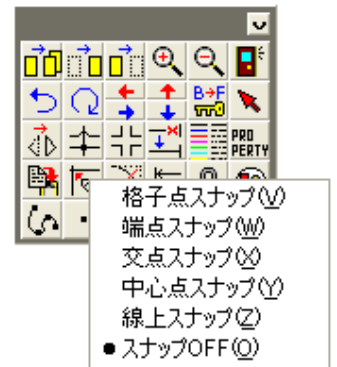 B→F
PRO
PERTY
格子点スナップ(V)
端点スナップ(W)
交点スナップ(X)
中心点スナップ(Y)
線上スナップ(Z)
●スナップOFF(O)